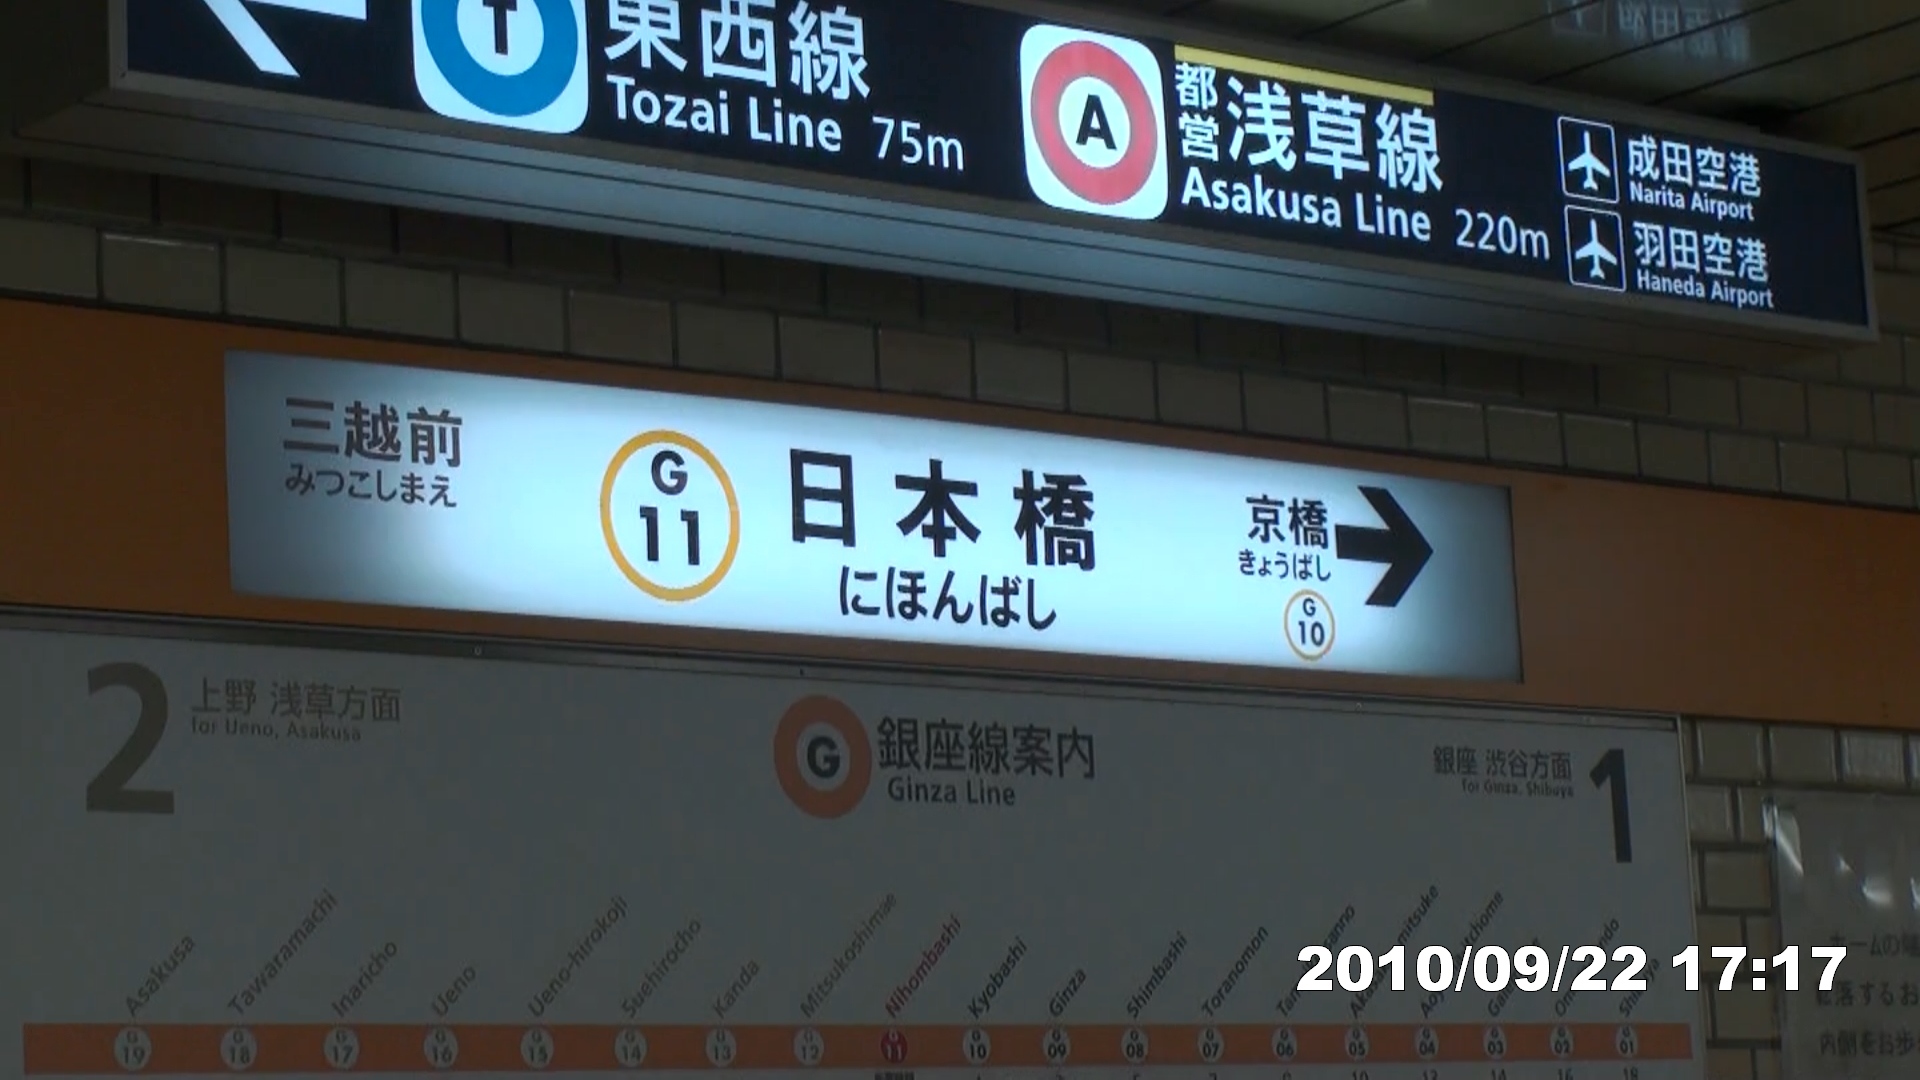 T
東西線
Tozai Line 75m
A
都営浅草線
Asakusa Line 220m
成田空港
Narita Airport
羽田空港
Haneda Airport
三越前
みつこしまえ
G
11
日本橋
にほんばし
京橋
きょうばし
G
10
2
上野 浅草方面
for Ueno, Asakusa
G
銀座線案内
Ginza Line
銀座 渋谷方面
for Ginza, Shibuya
1
Asakusa
Tawaramachi
Inaricho
Ueno
Ueno-hirokoji
Suehirocho
Kanda
Mitsukoshimae
Nihombashi
Kyobashi
Ginza
Shimbashi
Toranomon
G 19
G 18
G 17
G 16
G 15
G 14
G 13
G 12
G 11
G 10
G 09
G 08
G 07
G 06
G 05
G 04
G 03
G 02
G 01
2010/09/22 17:17